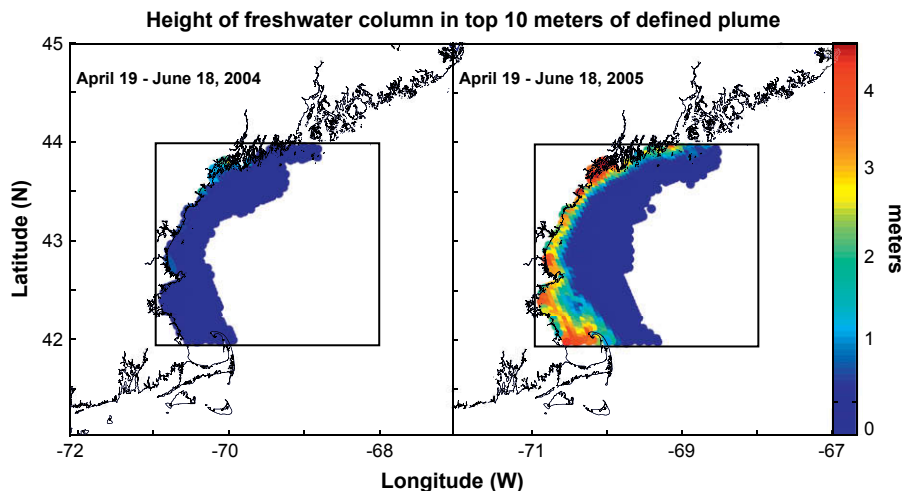 Height of freshwater column in top 10 meters of defined plume
April 19 - June 18, 2004
April 19 - June 18, 2005
45
44
43
42
Latitude (N)
-72
-70
-68
-71
-69
-67
Longitude (W)
4
3
2
1
0
meters